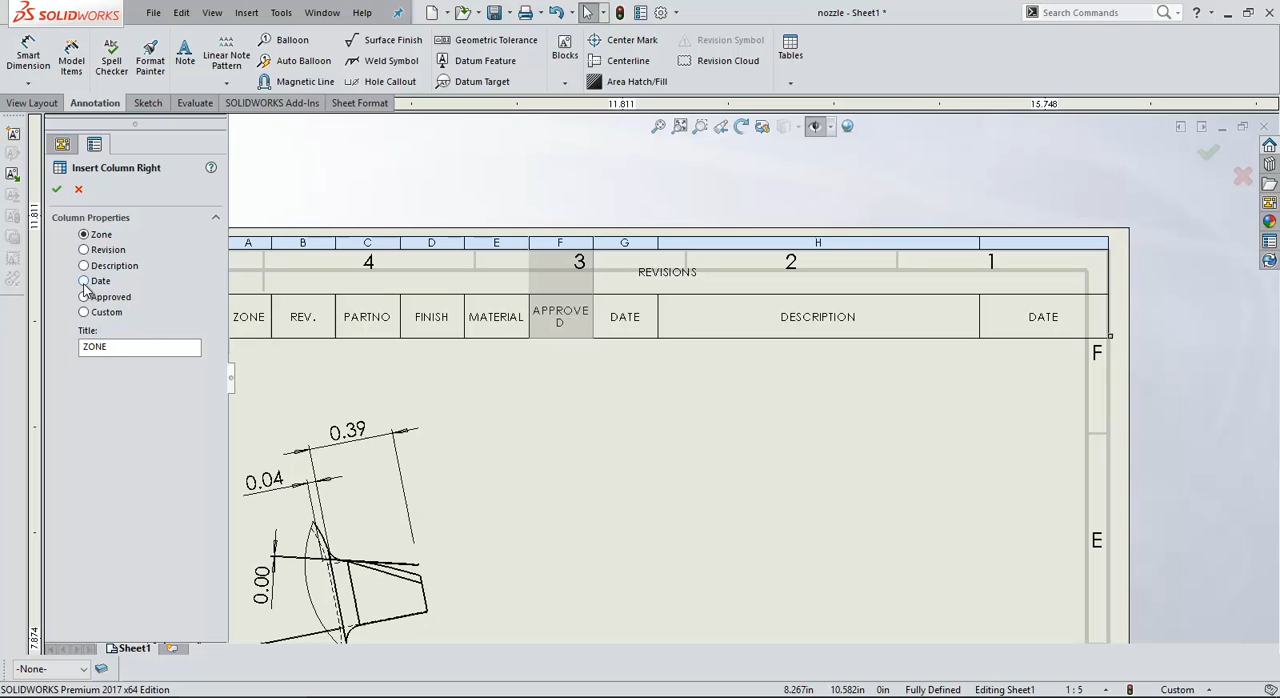 SOLIDWORKS File Edit View Insert Tools Window Help nozzle - Sheet1 * Search Commands ?
Smart Dimension
Model Items
Spell Checker
Format Painter
Note
Linear Note Pattern
Balloon
Auto Balloon
Magnetic Line
Surface Finish
Weld Symbol
Hole Callout
Geometric Tolerance
Datum Feature
Datum Target
Blocks
Center Mark
Centerline
Area Hatch/Fill
Revision Symbol
Revision Cloud
Tables
View Layout Annotation Sketch Evaluate SOLIDWORKS Add-Ins Sheet Format
11.811 15.748
11.811
7.874
Insert Column Right ?
Column Properties
Zone
Revision
Description
Date
Approved
Custom
Title:
ZONE
A B C D E F G H
4 3 2 1
REVISIONS
ZONE REV. PARTNO FINISH MATERIAL APPROVE
D DATE DESCRIPTION DATE
F
E
0.39
0.04
0.00
Sheet1
-None-
SOLIDWORKS Premium 2017 x64 Edition 8.267in 10.582in 0in Fully Defined Editing Sheet1 1 : 5 Custom